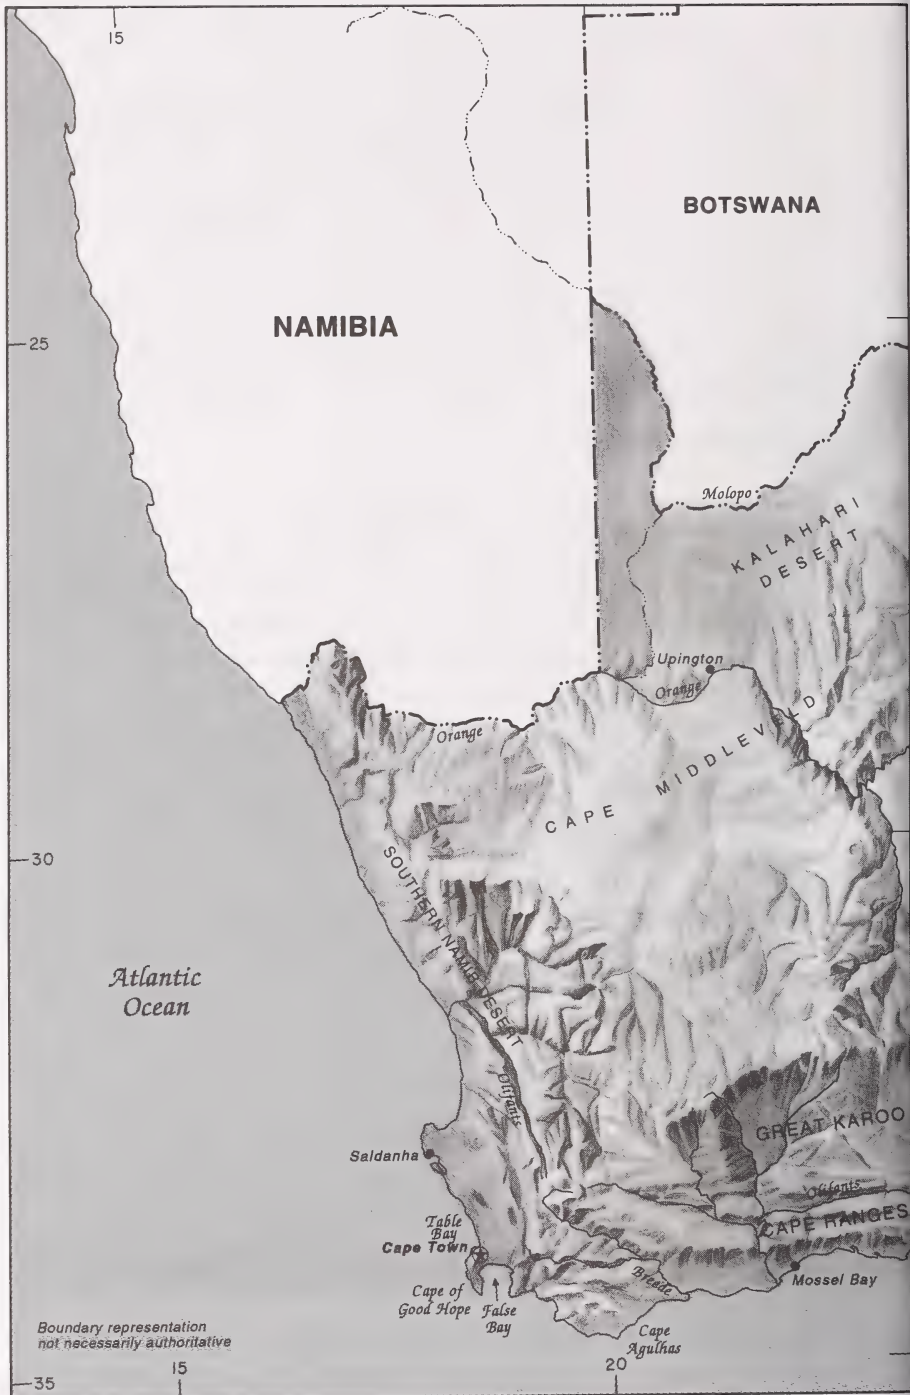 15
BOTSWANA
NAMIBIA
25
Molopo
KALAHARI
DESERT
Upington
Orange
Orange
CAPE MIDDLEVELD
30
SOUTHERN NAMIB DESERT
Atlantic
Ocean
Olifants
GREAT KAROO
Saldanha
Olifants
Table
Bay
CAPE RANGES
Cape Town
Breede
Mossel Bay
Cape of
Good Hope
False
Bay
Cape
Agulhas
Boundary representation
not necessarily authoritative
15
20
35